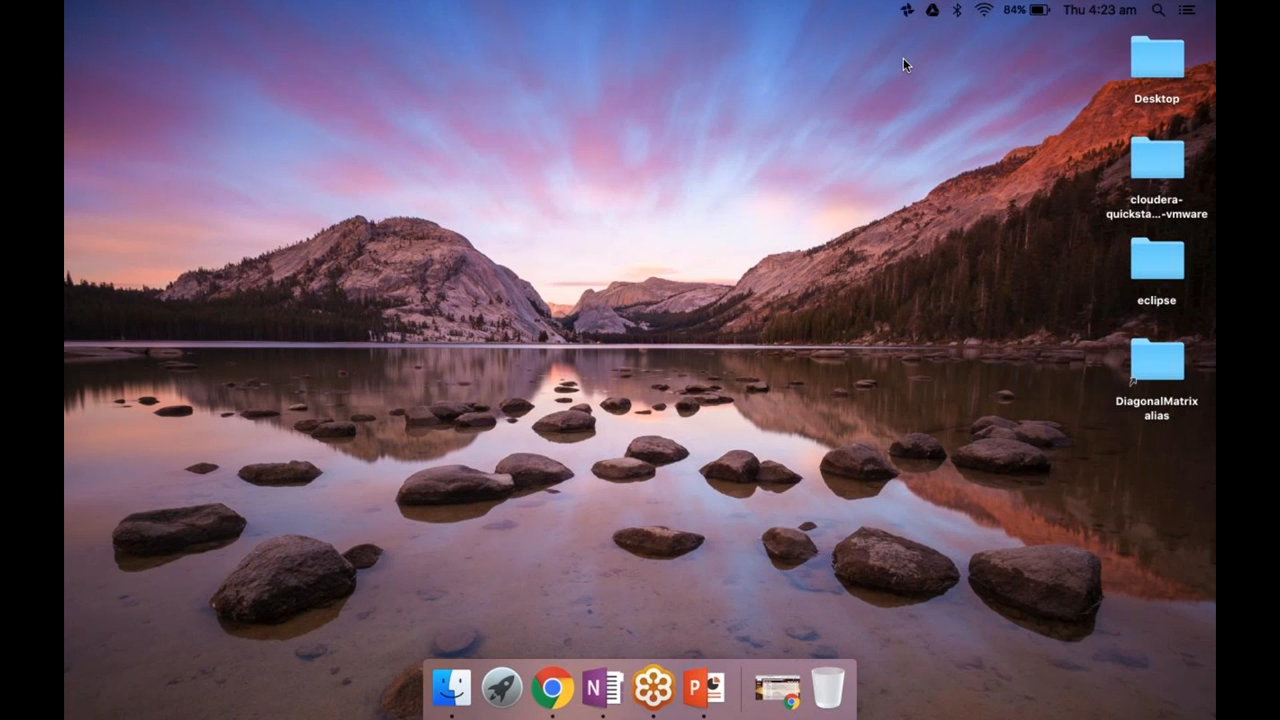 84%
Thu 4:23 am
Desktop
cloudera-
quicksta...-vmware
eclipse
DiagonalMatrix
alias
N
P